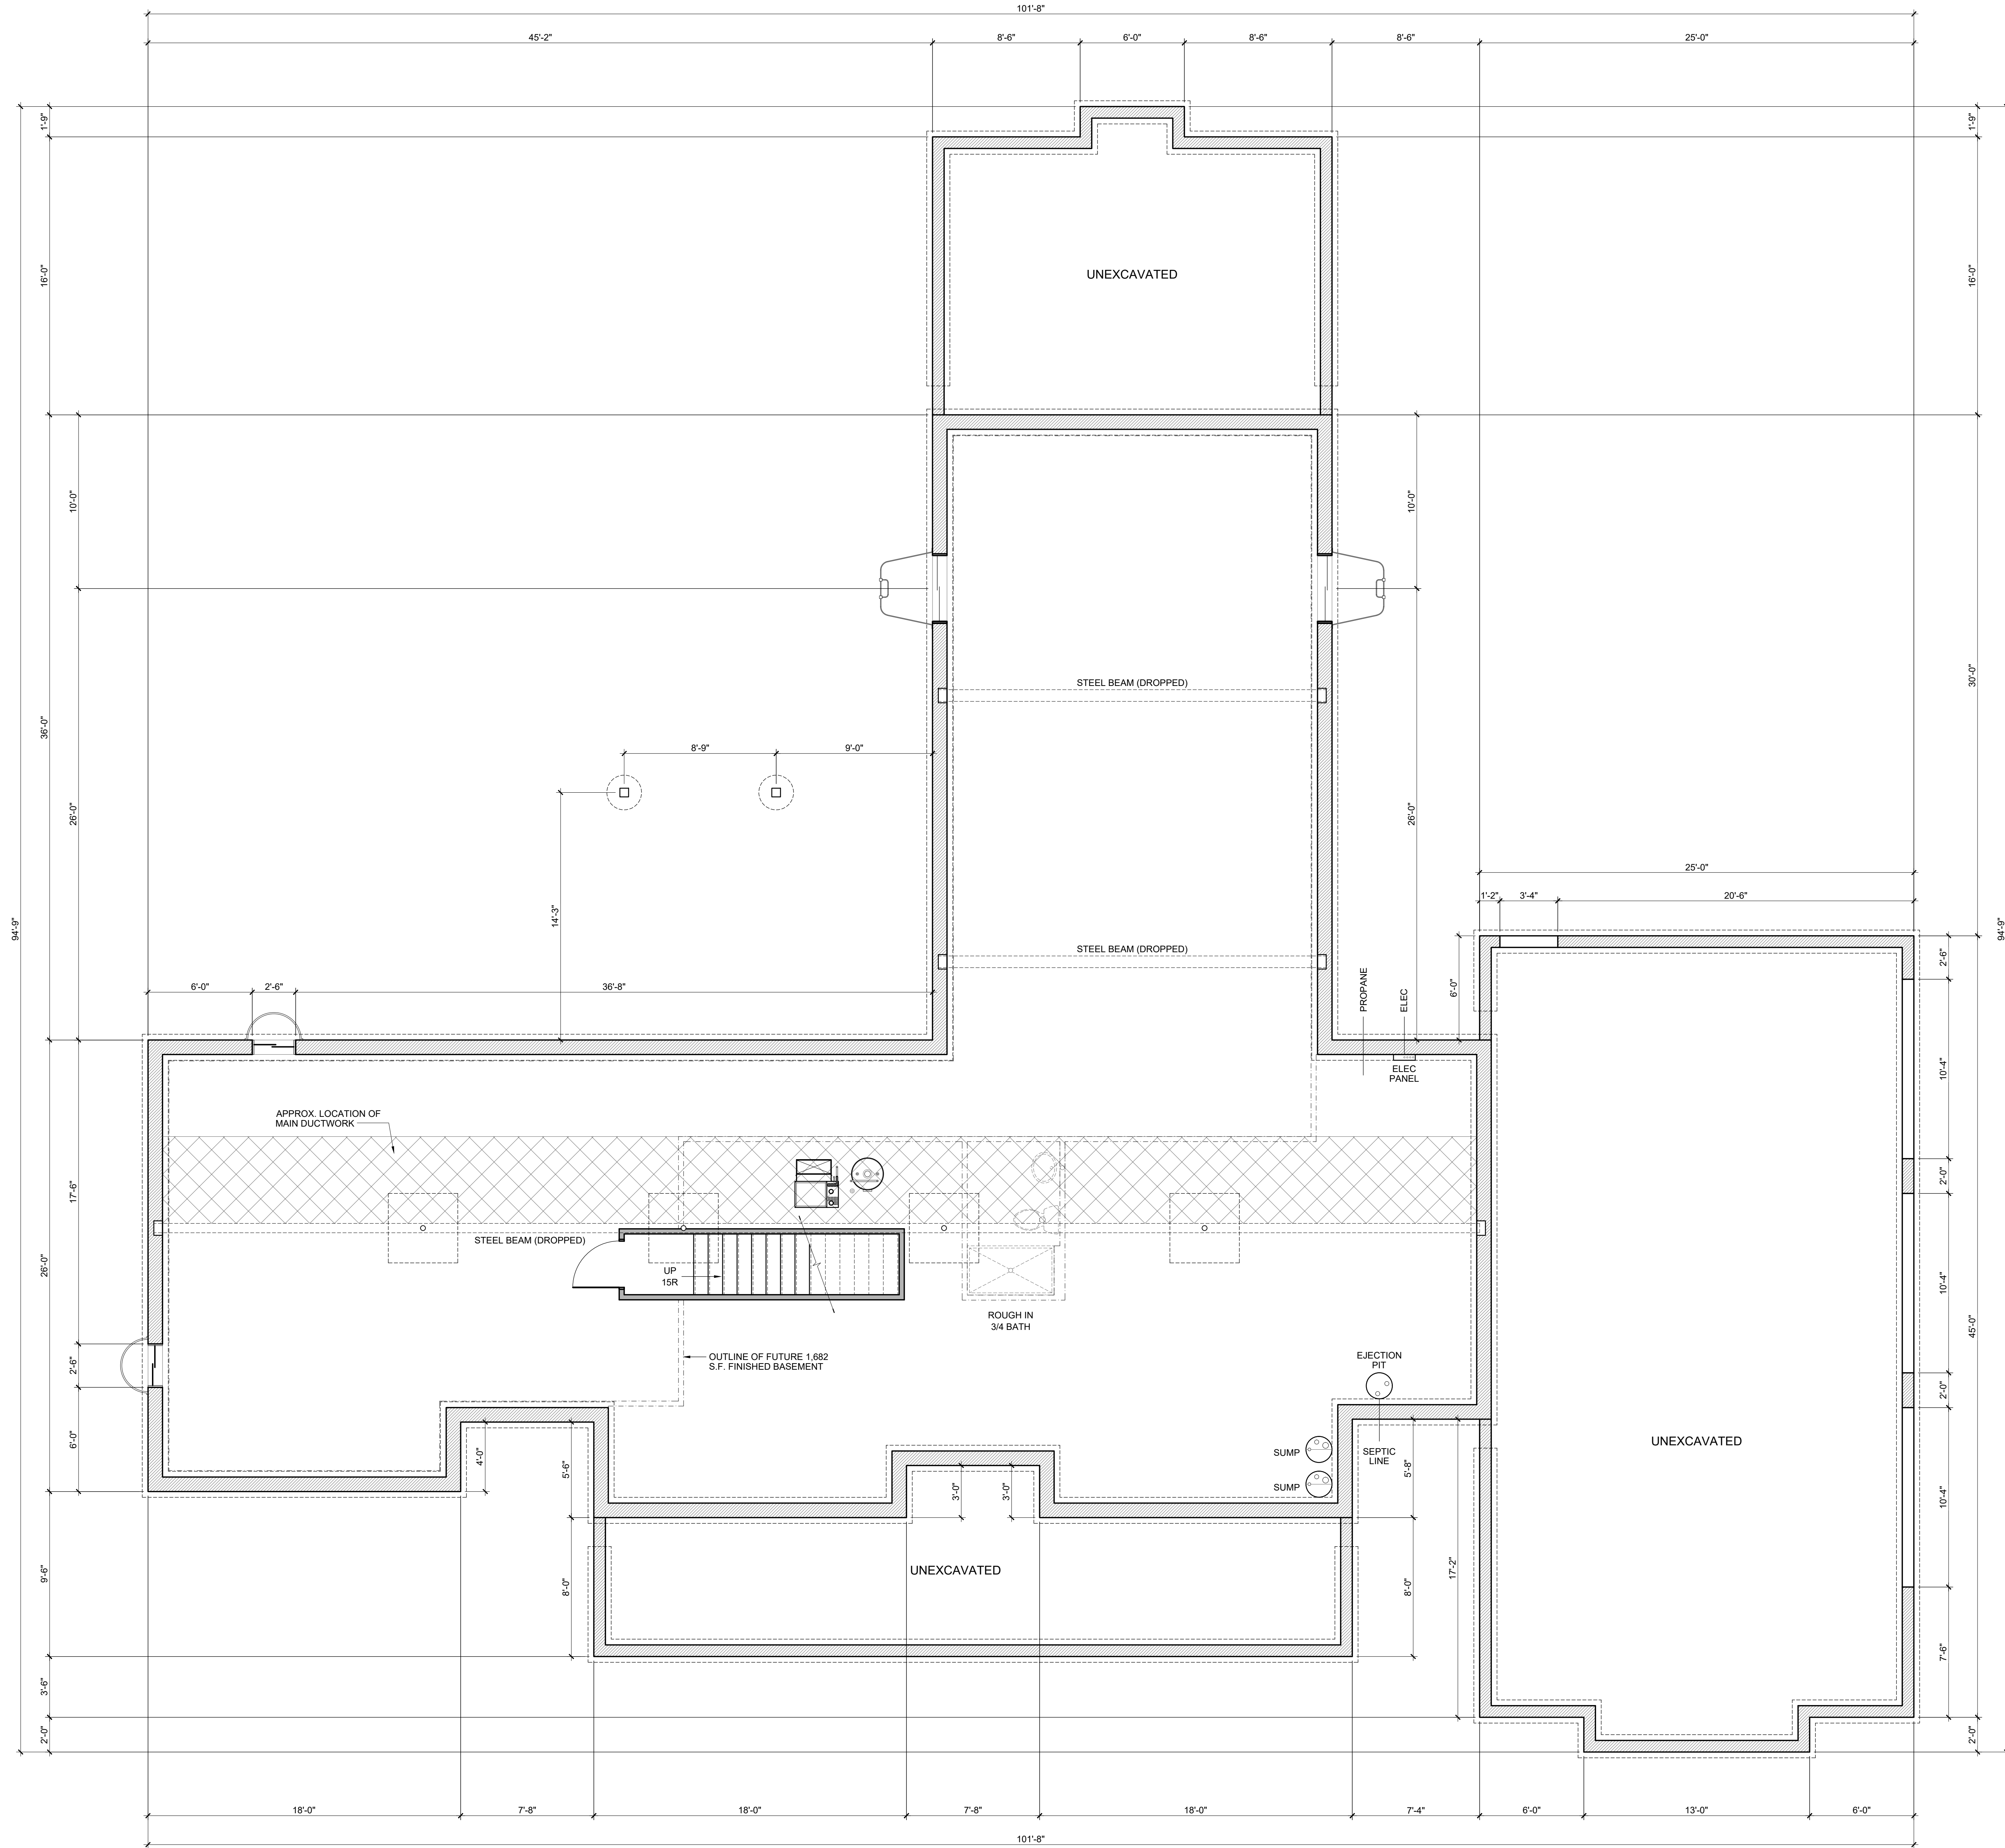 101'-8"
45'-2"
8'-6"
6'-0"
8'-6"
8'-6"
25'-0"
1'-9"
1'-9"
16'-0"
UNEXCAVATED
16'-0"
10'-0"
10'-0"
STEEL BEAM (DROPPED)
30'-0"
36'-0"
8'-9"
9'-0"
26'-0"
26'-0"
25'-0"
1'-2"
3'-4"
20'-6"
94'-9"
14'-3"
94'-9"
STEEL BEAM (DROPPED)
2'-6"
6'-0"
2'-6"
36'-8"
PROPANE
ELEC
6'-0"
ELEC
PANEL
10'-4"
APPROX. LOCATION OF
MAIN DUCTWORK
2'-0"
17'-6"
STEEL BEAM (DROPPED)
26'-0"
UP
15R
10'-4"
ROUGH IN
3/4 BATH
45'-0"
2'-6"
OUTLINE OF FUTURE 1,682
S.F. FINISHED BASEMENT
EJECTION
PIT
2'-0"
6'-0"
4'-0"
5'-6"
SUMP
SEPTIC
LINE
5'-8"
UNEXCAVATED
SUMP
3'-0"
3'-0"
10'-4"
9'-6"
8'-0"
UNEXCAVATED
8'-0"
17'-2"
7'-6"
3'-6"
2'-0"
2'-0"
18'-0"
7'-8"
18'-0"
7'-8"
18'-0"
7'-4"
6'-0"
13'-0"
6'-0"
101'-8"